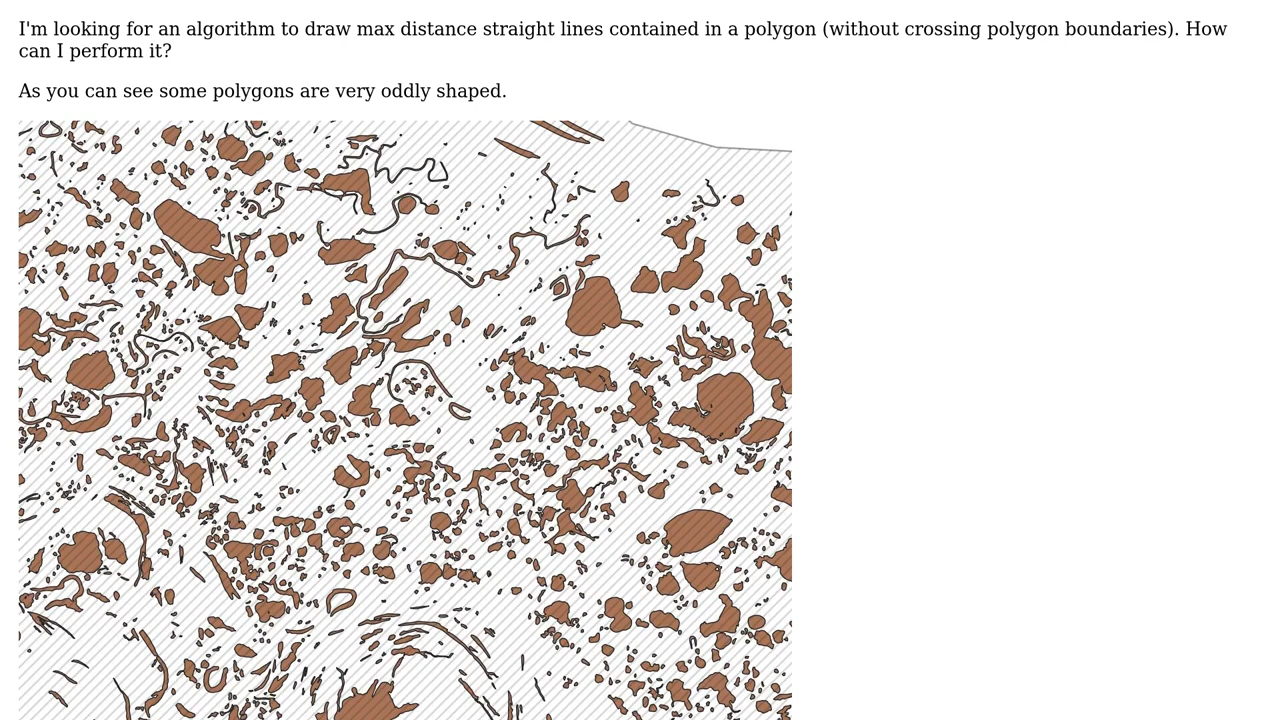 I'm looking for an algorithm to draw max distance straight lines contained in a polygon (without crossing polygon boundaries). How
can I perform it?
As you can see some polygons are very oddly shaped.